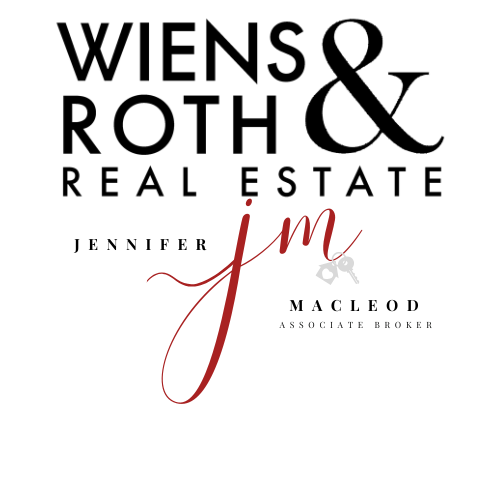 WIENS &
ROTH
REAL ESTATE
jm
JENNIFER
MACLEOD
ASSOCIATE BROKER